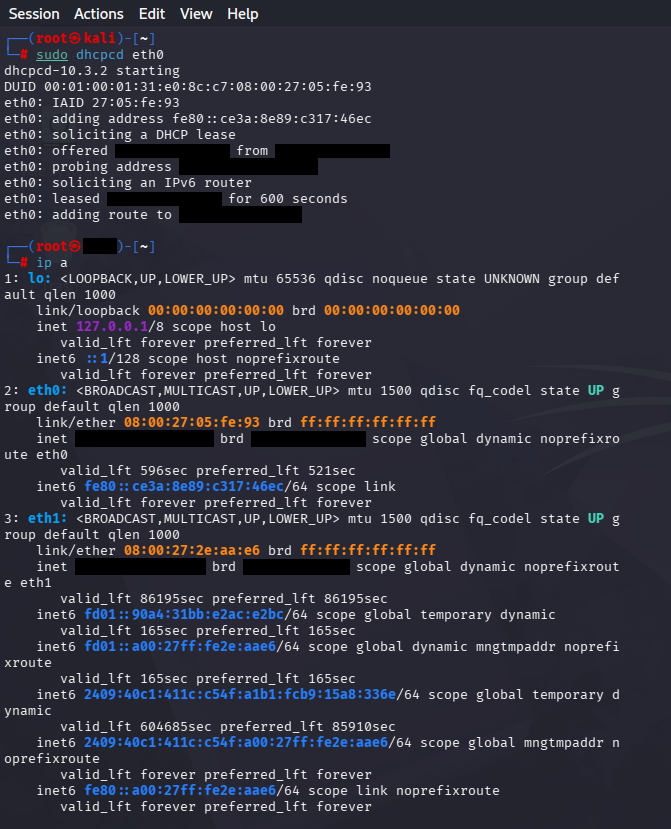 Session Actions Edit View Help
┌──(root㉿kali)-[~]
└─# sudo dhcpcd eth0
dhcpcd-10.3.2 starting
DUID 00:01:00:01:31:e0:8c:c7:08:00:27:05:fe:93
eth0: IAID 27:05:fe:93
eth0: adding address fe80::ce3a:8e89:c317:46ec
eth0: soliciting a DHCP lease
eth0: offered from
eth0: probing address
eth0: soliciting an IPv6 router
eth0: leased for 600 seconds
eth0: adding route to
┌──(root㉿ )-[~]
└─# ip a
1: lo: <LOOPBACK,UP,LOWER_UP> mtu 65536 qdisc noqueue state UNKNOWN group def
ault qlen 1000
link/loopback 00:00:00:00:00:00 brd 00:00:00:00:00:00
inet 127.0.0.1/8 scope host lo
valid_lft forever preferred_lft forever
inet6 ::1/128 scope host noprefixroute
valid_lft forever preferred_lft forever
2: eth0: <BROADCAST,MULTICAST,UP,LOWER_UP> mtu 1500 qdisc fq_codel state UP g
roup default qlen 1000
link/ether 08:00:27:05:fe:93 brd ff:ff:ff:ff:ff:ff
inet brd scope global dynamic noprefixro
ute eth0
valid_lft 596sec preferred_lft 521sec
inet6 fe80::ce3a:8e89:c317:46ec/64 scope link
valid_lft forever preferred_lft forever
3: eth1: <BROADCAST,MULTICAST,UP,LOWER_UP> mtu 1500 qdisc fq_codel state UP g
roup default qlen 1000
link/ether 08:00:27:2e:aa:e6 brd ff:ff:ff:ff:ff:ff
inet brd scope global dynamic noprefixrout
e eth1
valid_lft 86195sec preferred_lft 86195sec
inet6 fd01::90a4:31bb:e2ac:e2bc/64 scope global temporary dynamic
valid_lft 165sec preferred_lft 165sec
inet6 fd01::a00:27ff:fe2e:aae6/64 scope global dynamic mngtmpaddr noprefi
xroute
valid_lft 165sec preferred_lft 165sec
inet6 2409:40c1:411c:c54f:a1b1:fcb9:15a8:336e/64 scope global temporary d
ynamic
valid_lft 604685sec preferred_lft 85910sec
inet6 2409:40c1:411c:c54f:a00:27ff:fe2e:aae6/64 scope global mngtmpaddr n
oprefixroute
valid_lft forever preferred_lft forever
inet6 fe80::a00:27ff:fe2e:aae6/64 scope link noprefixroute
valid_lft forever preferred_lft forever